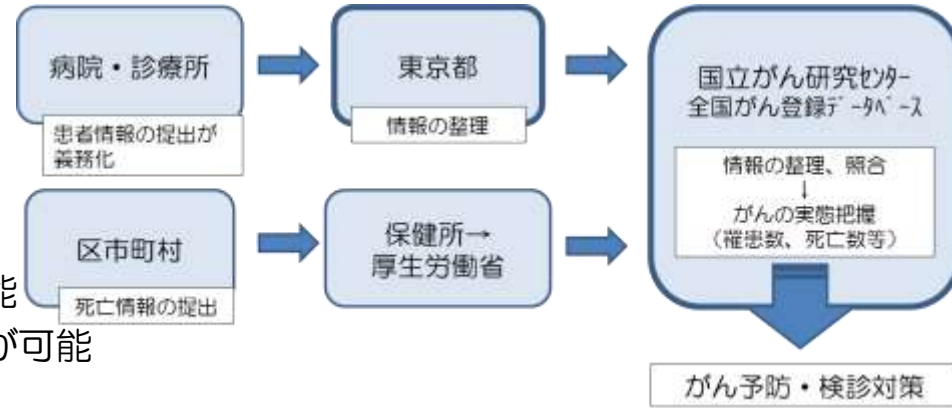 病院・診療所
患者情報の提出が
義務化
東京都
情報の整理
国立がん研究ｾﾝﾀｰ
全国がん登録ﾃﾞｰﾀﾍﾞｰｽ
情報の整理、照合
↓
がんの実態把握
(罹患数、死亡数等)
区市町村
死亡情報の提出
保健所→
厚生労働省
能
が可能
がん予防・検診対策